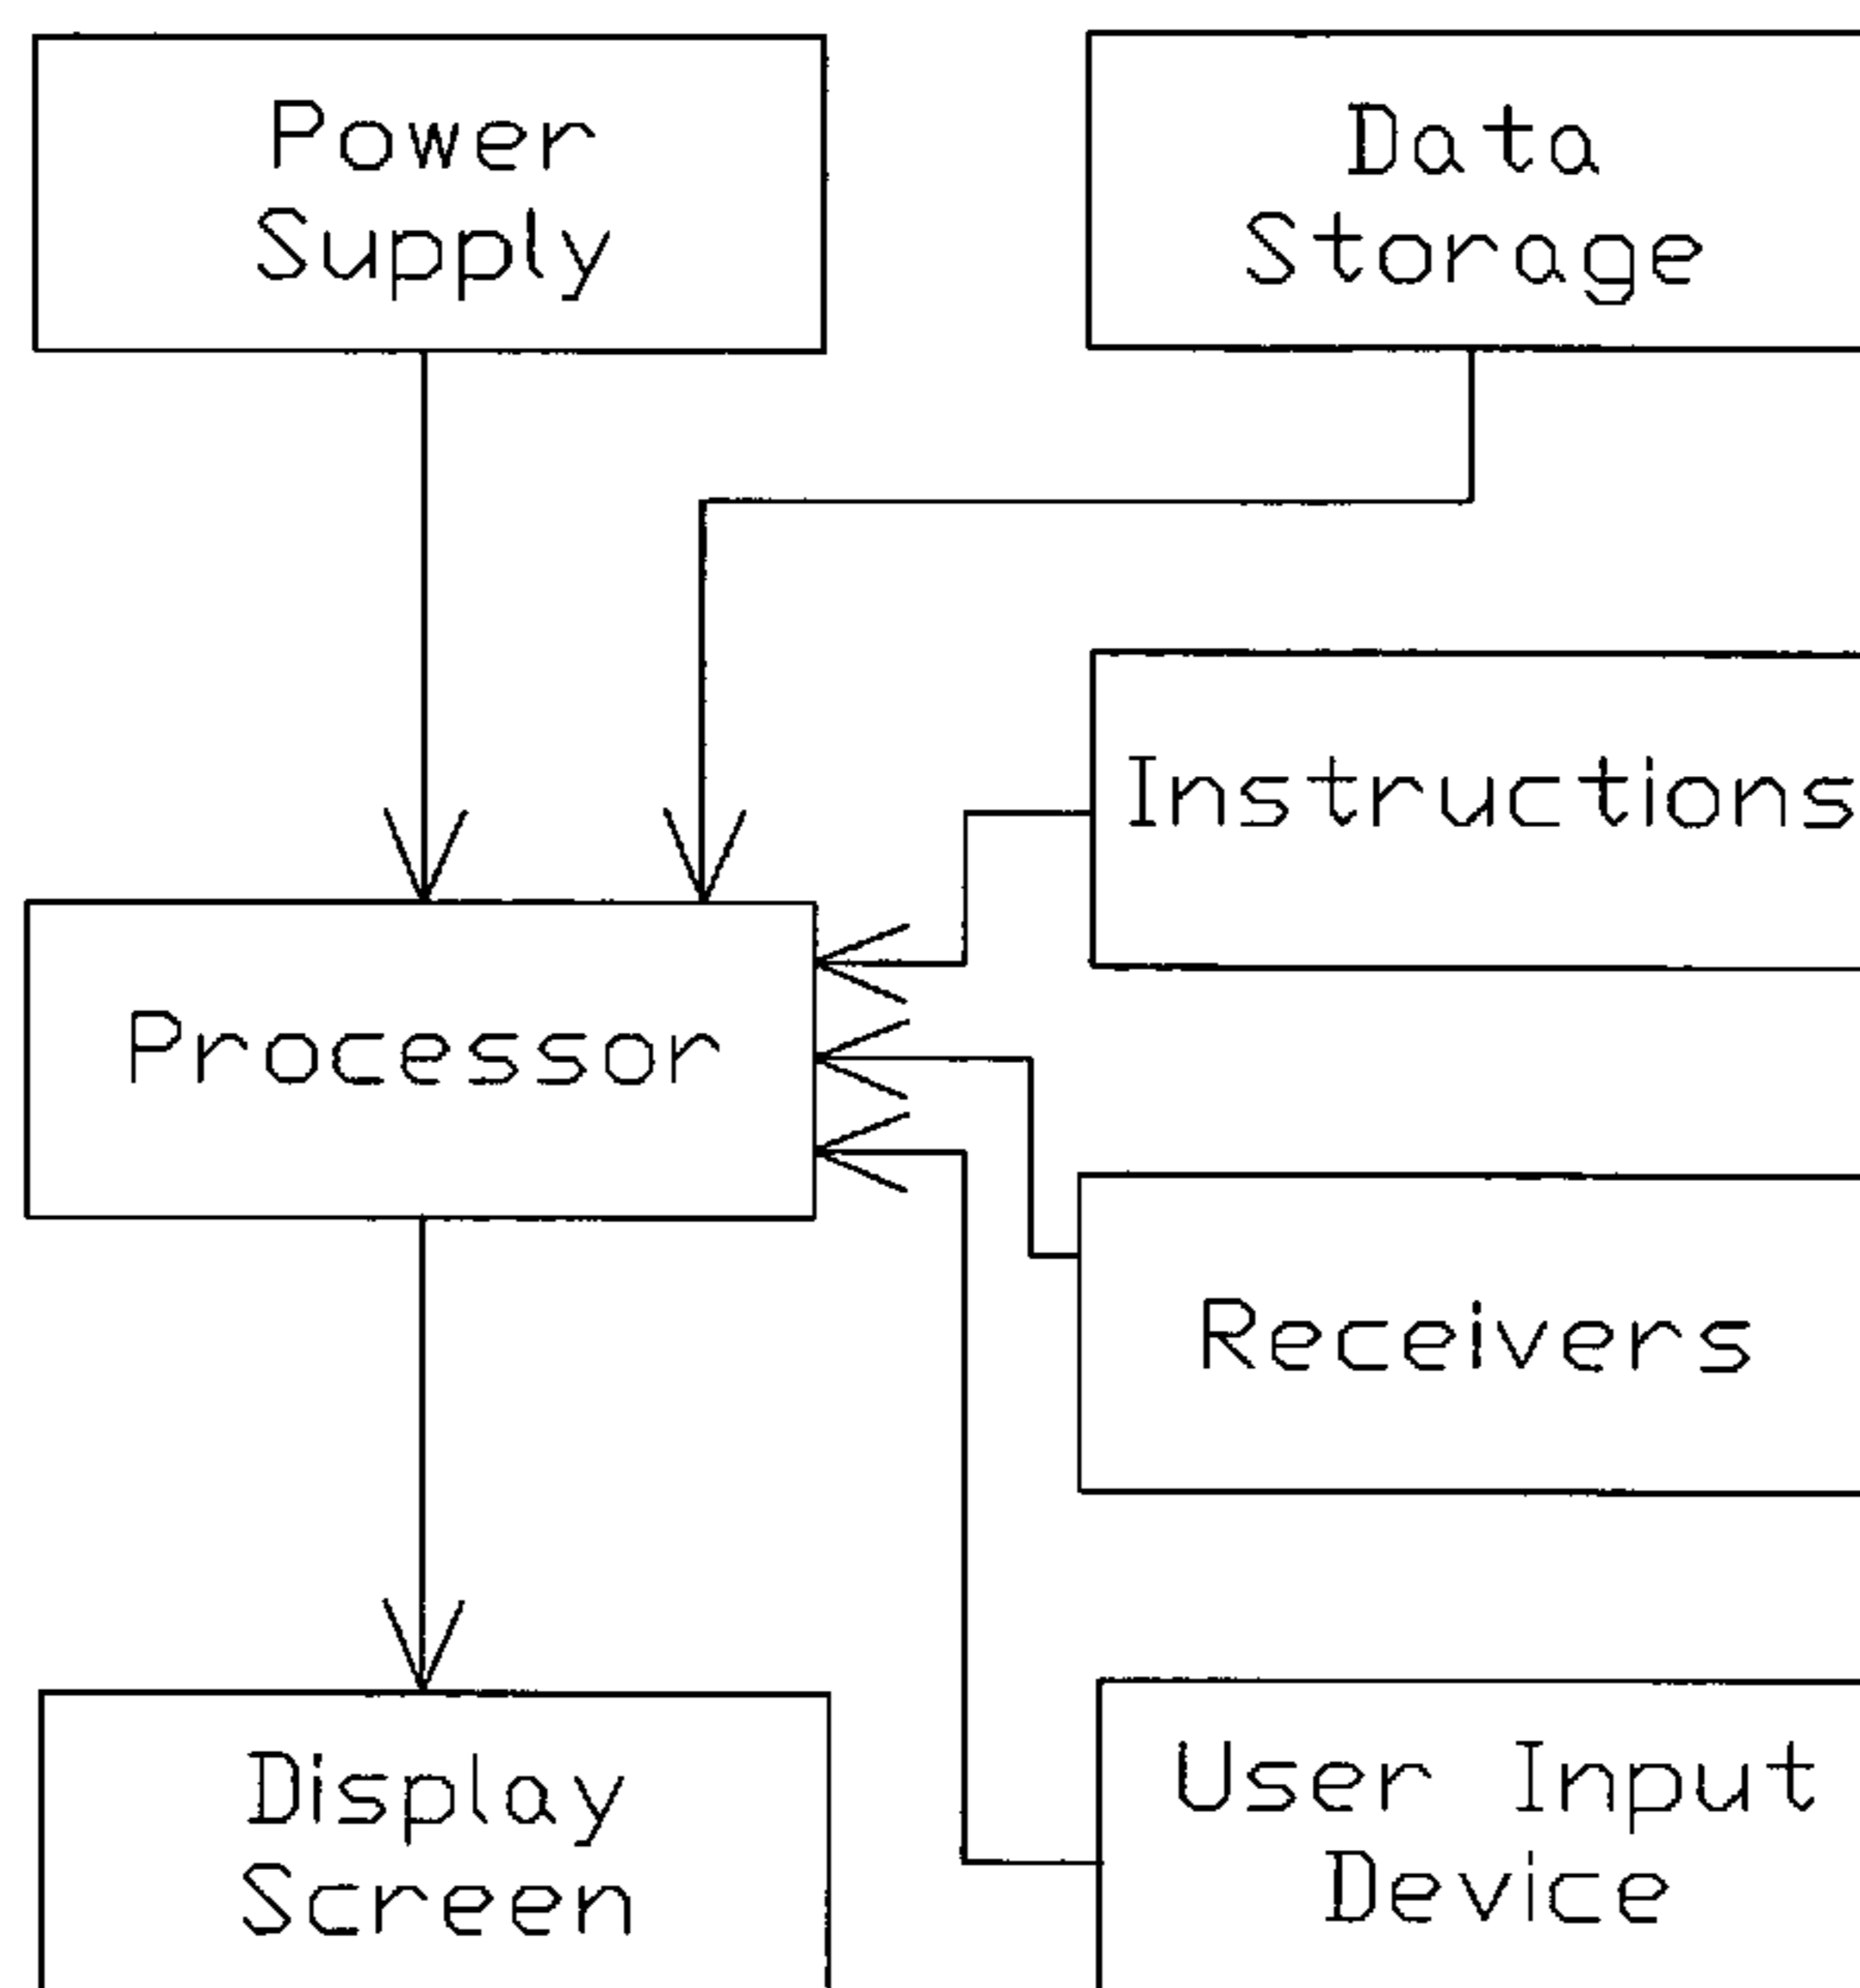 Power
Supply
Data
Storage
Instructions
Processor
Receivers
Display
Screen
User Input
Device